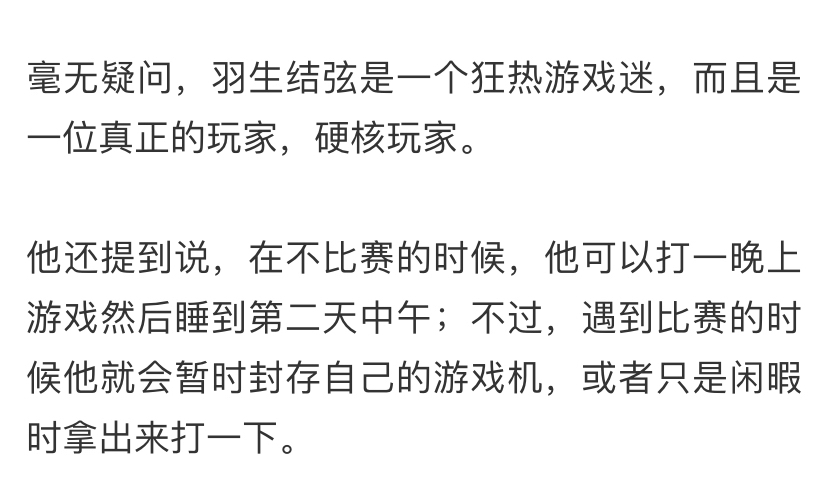 毫无疑问，羽生结弦是一个狂热游戏迷，而且是
一位真正的玩家，硬核玩家。
他还提到说，在不比赛的时候，他可以打一晚上
游戏然后睡到第二天中午；不过，遇到比赛的时
候他就会暂时封存自己的游戏机，或者只是闲暇
时拿出来打一下。